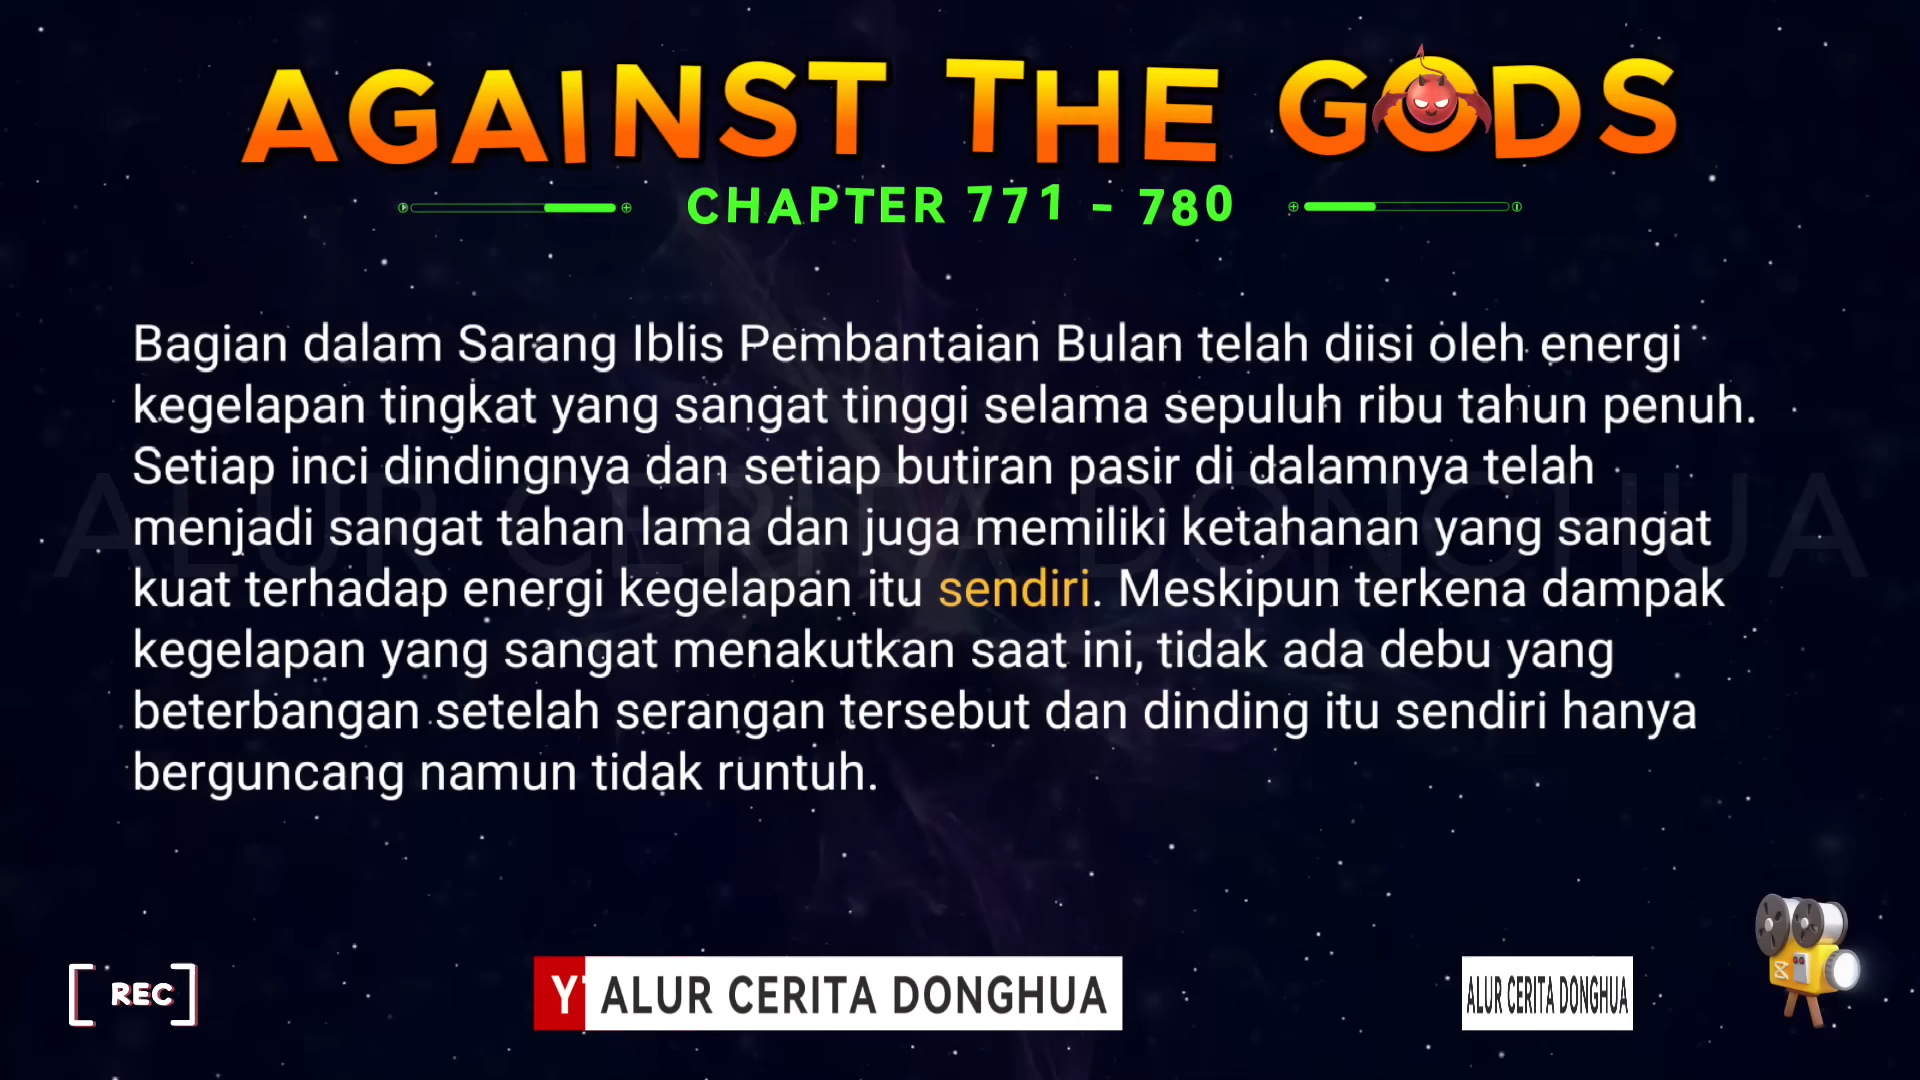 AGAINST THE GODS
CHAPTER 771 - 780
Bagian dalam Sarang Iblis Pembantaian Bulan telah diisi oleh energi
kegelapan tingkat yang sangat tinggi selama sepuluh ribu tahun penuh.
Setiap inci dindingnya dan setiap butiran pasir di dalamnya telah
menjadi sangat tahan lama dan juga memiliki ketahanan yang sangat
kuat terhadap energi kegelapan itu sendiri. Meskipun terkena dampak
kegelapan yang sangat menakutkan saat ini, tidak ada debu yang
beterbangan setelah serangan tersebut dan dinding itu sendiri hanya
berguncang namun tidak runtuh.
ALUR CERITA DONGHUA
REC
Y ALUR CERITA DONGHUA
ALUR CERITA DONGHUA